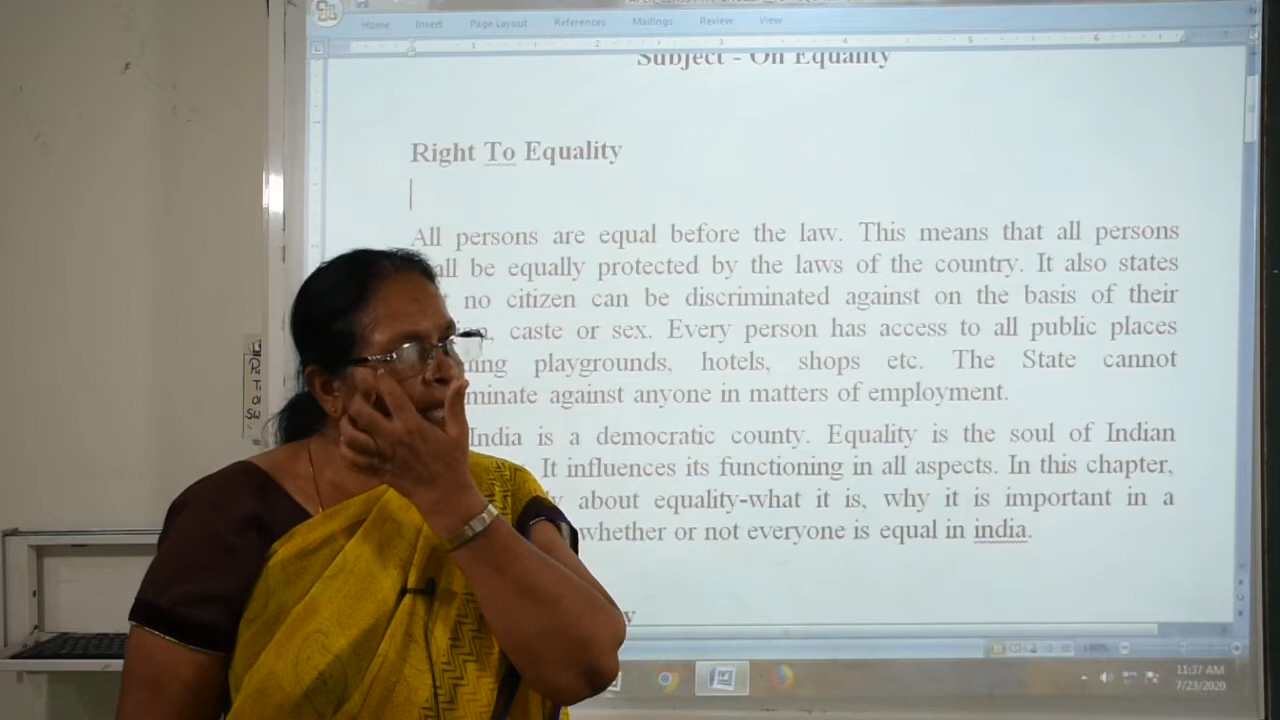 Home Insert Page Layout References Mailings Review View
Subject - On Equality
Right To Equality
All persons are equal before the law. This means that all persons
be equally protected by the laws of the country. It also states
no citizen can be discriminated against on the basis of their
caste or sex. Every person has access to all public places
playgrounds, hotels, shops etc. The State cannot
against anyone in matters of employment.
India is a democratic county. Equality is the soul of Indian
It influences its functioning in all aspects. In this chapter,
about equality-what it is, why it is important in a
whether or not everyone is equal in india.
11:37 AM
7/23/2020